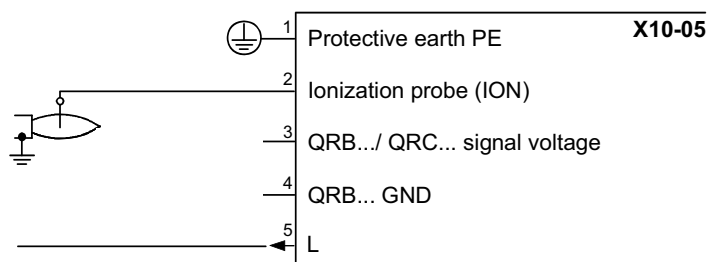 X10-05
1 Protective earth PE
2 Ionization probe (ION)
3 QRB.../ QRC... signal voltage
4 QRB... GND
5 L